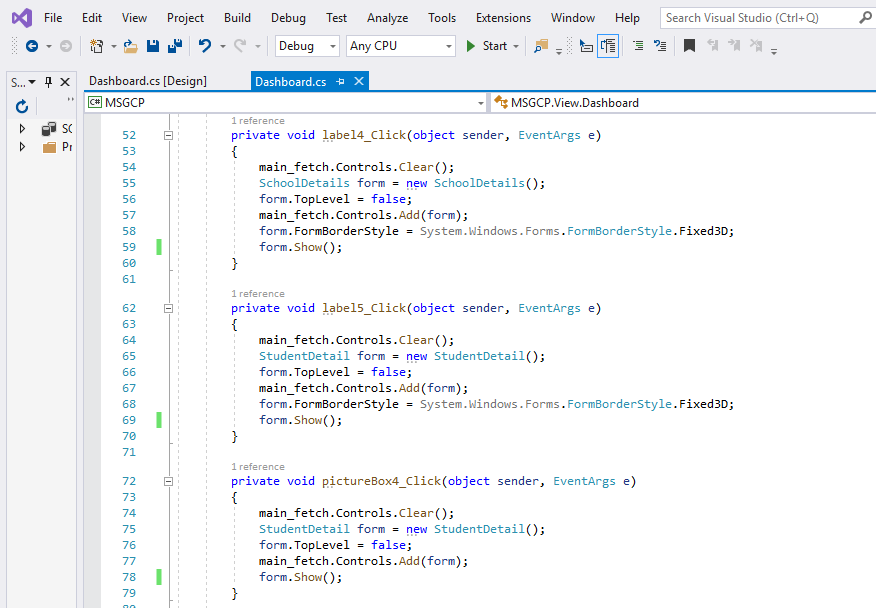 File Edit View Project Build Debug Test Analyze Tools Extensions Window Help Search Visual Studio (Ctrl+Q)
Debug Any CPU Start
S... Dashboard.cs [Design] Dashboard.cs
C# MSGCP MSGCP.View.Dashboard
1 reference
52 private void label4_Click(object sender, EventArgs e)
53 {
54 main_fetch.Controls.Clear();
55 SchoolDetails form = new SchoolDetails();
56 form.TopLevel = false;
57 main_fetch.Controls.Add(form);
58 form.FormBorderStyle = System.Windows.Forms.FormBorderStyle.Fixed3D;
59 form.Show();
60 }
61
1 reference
62 private void label5_Click(object sender, EventArgs e)
63 {
64 main_fetch.Controls.Clear();
65 StudentDetail form = new StudentDetail();
66 form.TopLevel = false;
67 main_fetch.Controls.Add(form);
68 form.FormBorderStyle = System.Windows.Forms.FormBorderStyle.Fixed3D;
69 form.Show();
70 }
71
1 reference
72 private void pictureBox4_Click(object sender, EventArgs e)
73 {
74 main_fetch.Controls.Clear();
75 StudentDetail form = new StudentDetail();
76 form.TopLevel = false;
77 main_fetch.Controls.Add(form);
78 form.Show();
79 }